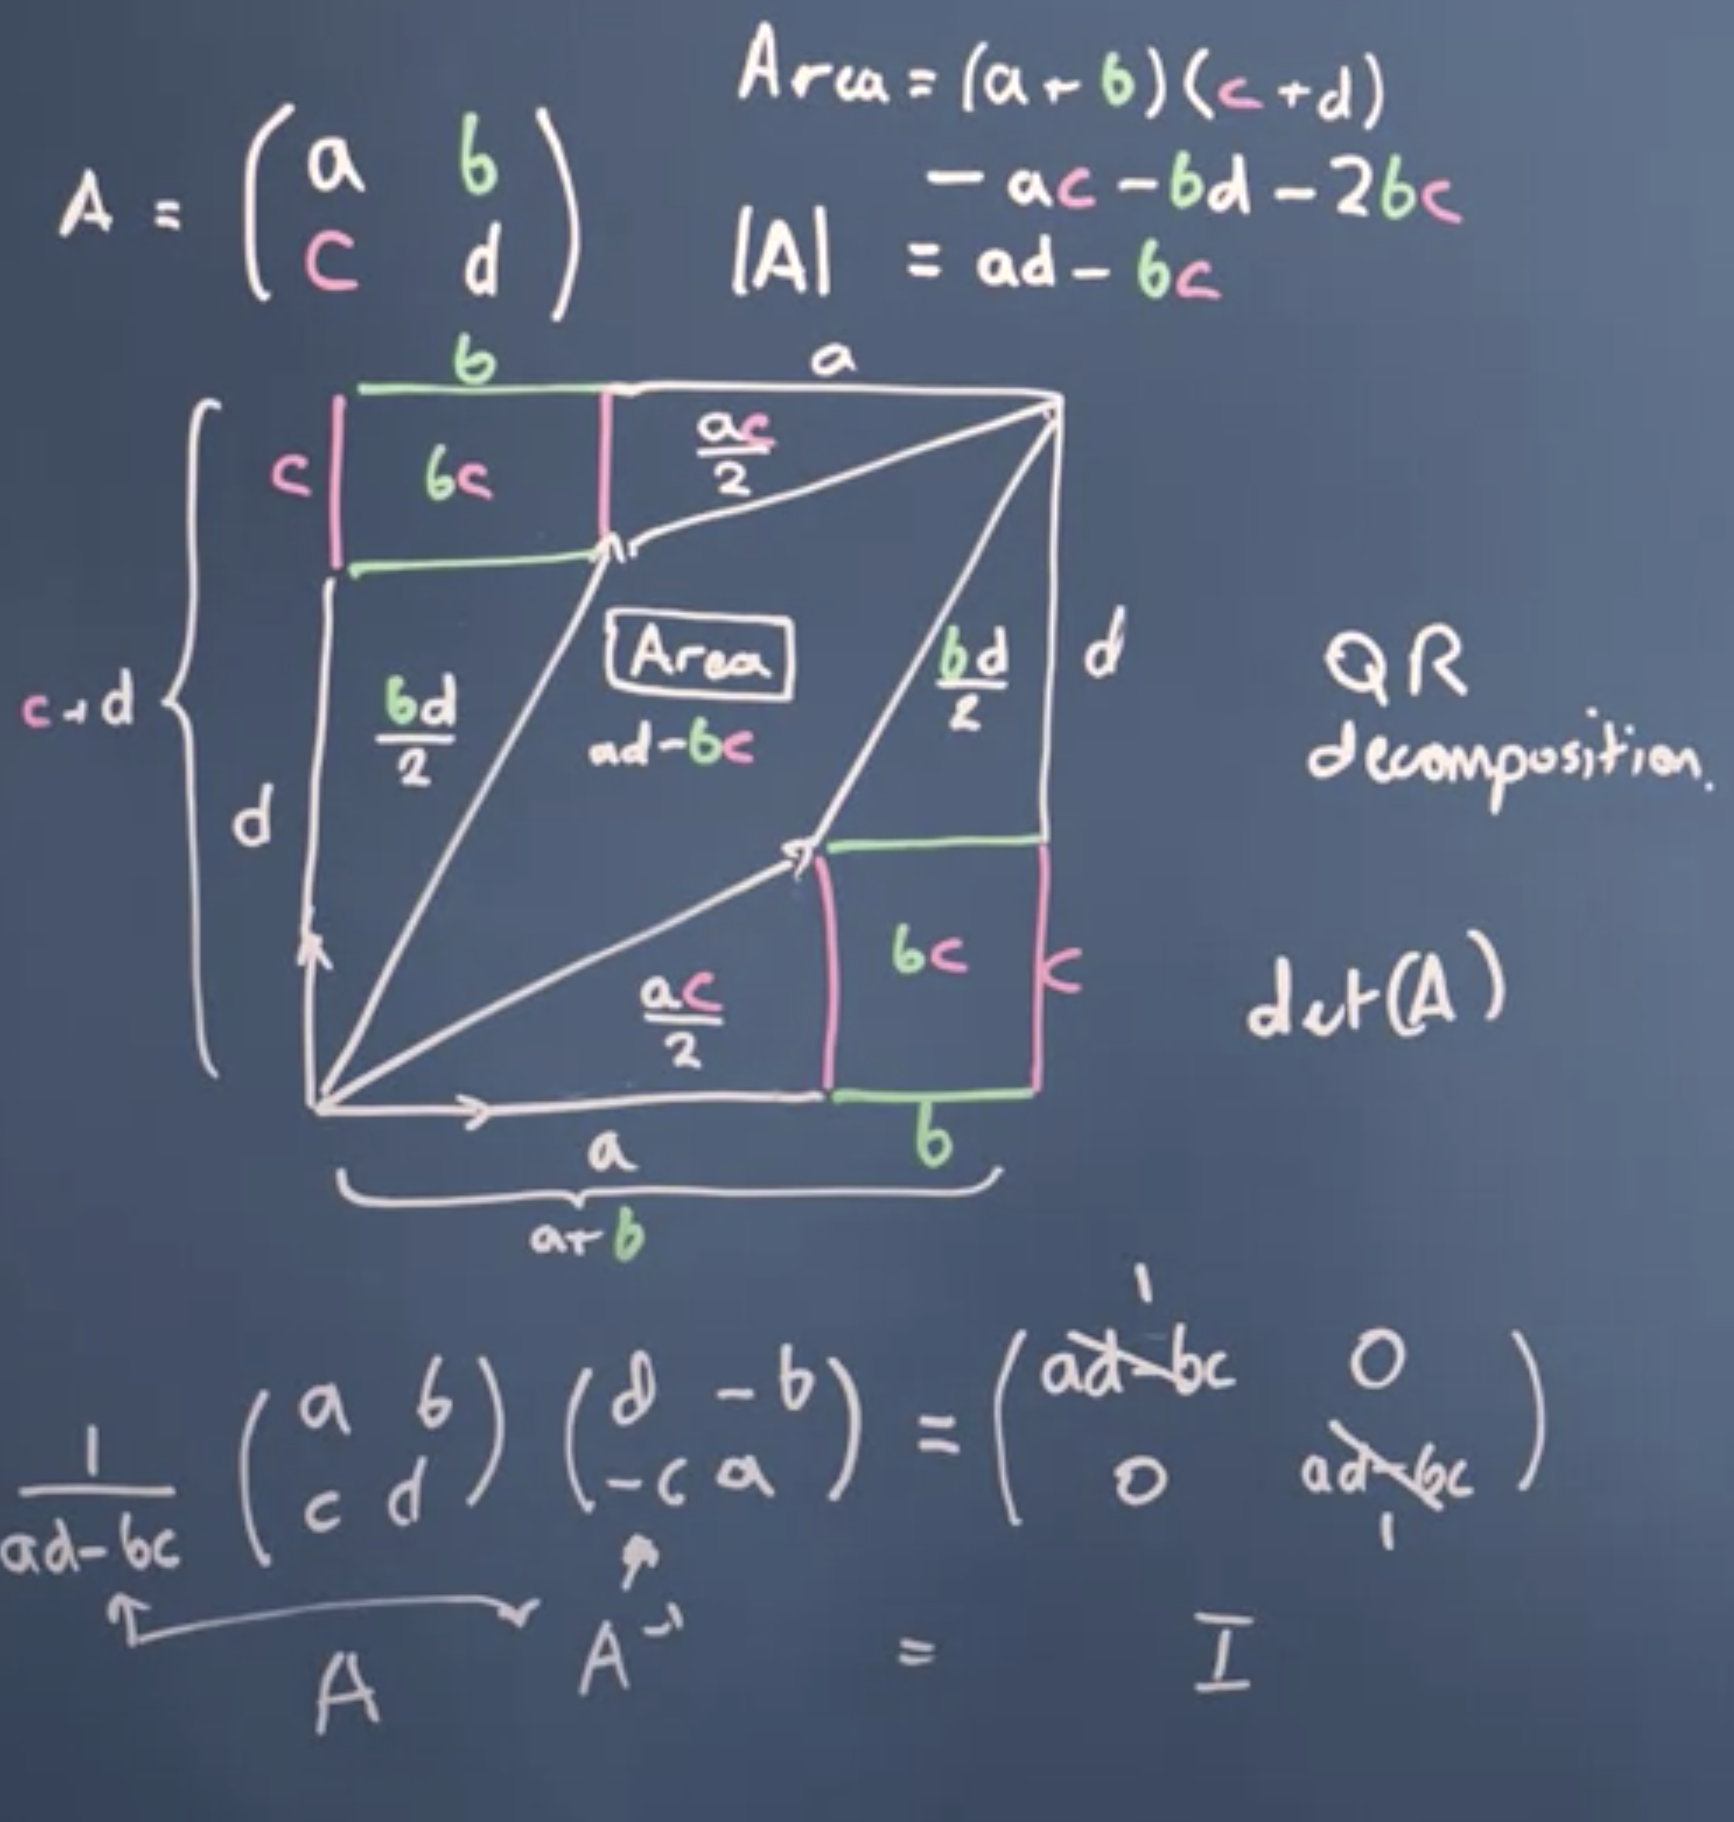 Area = (a + b)(c + d)
- ac - bd - 2bc
A = ( a b
c d )
|A| = ad - bc
b
a
c
bc
ac/2
c + d
d
bd/2
Area
ad - bc
bd/2
d
QR
decomposition.
bc
c
ac/2
det(A)
a
b
a + b
1/(ad - bc) ( a b
c d ) ( d -b
-c a ) = ( ad - bc 0
0 ad - bc )
1
1
A A⁻¹ = I